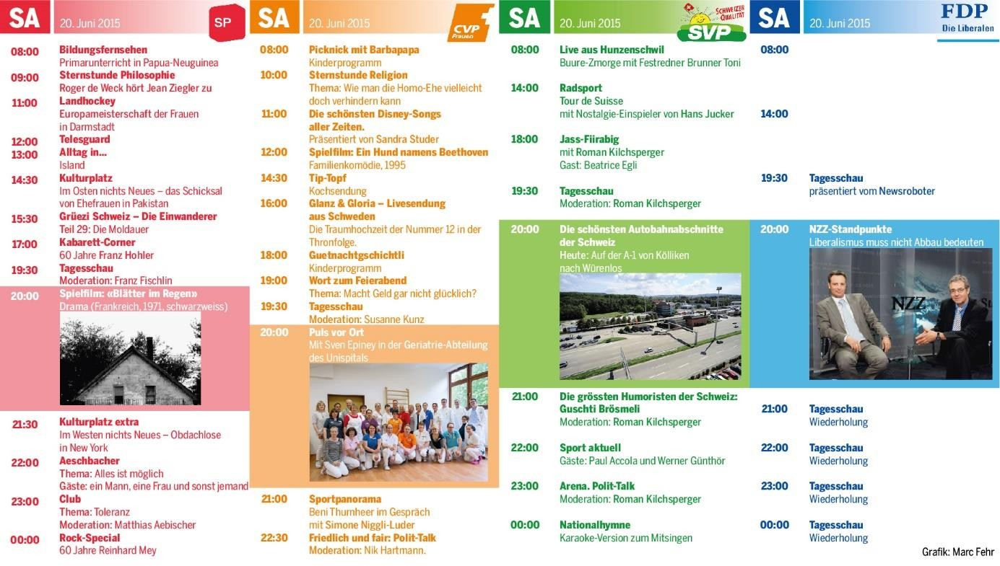 SA
20. Juni 2015
SP
08:00 Bildungsfernsehen
Primarunterricht in Papua-Neuguinea
09:00 Sternstunde Philosophie
Roger de Weck hört Jean Ziegler zu
11:00 Landhockey
Europameisterschaft der Frauen
in Darmstadt
12:00 Telesguard
13:00 Alltag in...
Island
14:30 Kulturplatz
Im Osten nichts Neues – das Schicksal
von Ehefrauen in Pakistan
15:30 Grüezi Schweiz – Die Einwanderer
Teil 29: Die Moldauer
17:00 Kabarett-Corner
60 Jahre Franz Hohler
19:30 Tagesschau
Moderation: Franz Fischlin
20:00 Spielfilm: «Blätter im Regen»
Drama (Frankreich, 1971, schwarzweiss)
21:30 Kulturplatz extra
Im Westen nichts Neues – Obdachlose
in New York
22:00 Aeschbacher
Thema: Alles ist möglich
Gäste: ein Mann, eine Frau und sonst jemand
23:00 Club
Thema: Toleranz
Moderation: Matthias Aebischer
00:00 Rock-Special
60 Jahre Reinhard Mey
SA
20. Juni 2015
CVP
Frauen
08:00 Picknick mit Barbapapa
Kinderprogramm
10:00 Sternstunde Religion
Thema: Wie man die Homo-Ehe vielleicht
doch verhindern kann
11:00 Die schönsten Disney-Songs
aller Zeiten.
Präsentiert von Sandra Studer
12:00 Spielfilm: Ein Hund namens Beethoven
Familienkomödie, 1995
14:30 Tip-Topf
Kochsendung
16:00 Glanz & Gloria – Livesendung
aus Schweden
Die Traumhochzeit der Nummer 12 in der
Thronfolge.
18:00 Guetnachtgschichtli
Kinderprogramm
19:00 Wort zum Feierabend
Thema: Macht Geld gar nicht glücklich?
19:30 Tagesschau
Moderation: Susanne Kunz
20:00 Puls vor Ort
Mit Sven Epiney in der Geriatrie-Abteilung
des Unispitals
21:00 Sportpanorama
Beni Thurnheer im Gespräch
mit Simone Niggli-Luder
22:30 Friedlich und fair: Polit-Talk
Moderation: Nik Hartmann.
SA
20. Juni 2015
SCHWEIZER
QUALITÄT
SVP
08:00 Live aus Hunzenschwil
Buure-Zmorge mit Festredner Brunner Toni
14:00 Radsport
Tour de Suisse
mit Nostalgie-Einspieler von Hans Jucker
18:00 Jass-Fiirabig
mit Roman Kilchsperger
Gast: Beatrice Egli
19:30 Tagesschau
Moderation: Roman Kilchsperger
20:00 Die schönsten Autobahnabschnitte
der Schweiz
Heute: Auf der A-1 von Kölliken
nach Würenlos
21:00 Die grössten Humoristen der Schweiz:
Guschti Brösmeli
Moderation: Roman Kilchsperger
22:00 Sport aktuell
Gäste: Paul Accola und Werner Günthör
23:00 Arena. Polit-Talk
Moderation: Roman Kilchsperger
00:00 Nationalhymne
Karaoke-Version zum Mitsingen
SA
20. Juni 2015
FDP
Die Liberalen
08:00
14:00
19:30 Tagesschau
präsentiert vom Newsroboter
20:00 NZZ-Standpunkte
Liberalismus muss nicht Abbau bedeuten
NZZ
St
21:00 Tagesschau
Wiederholung
22:00 Tagesschau
Wiederholung
23:00 Tagesschau
Wiederholung
00:00 Tagesschau
Wiederholung
Grafik: Marc Fehr